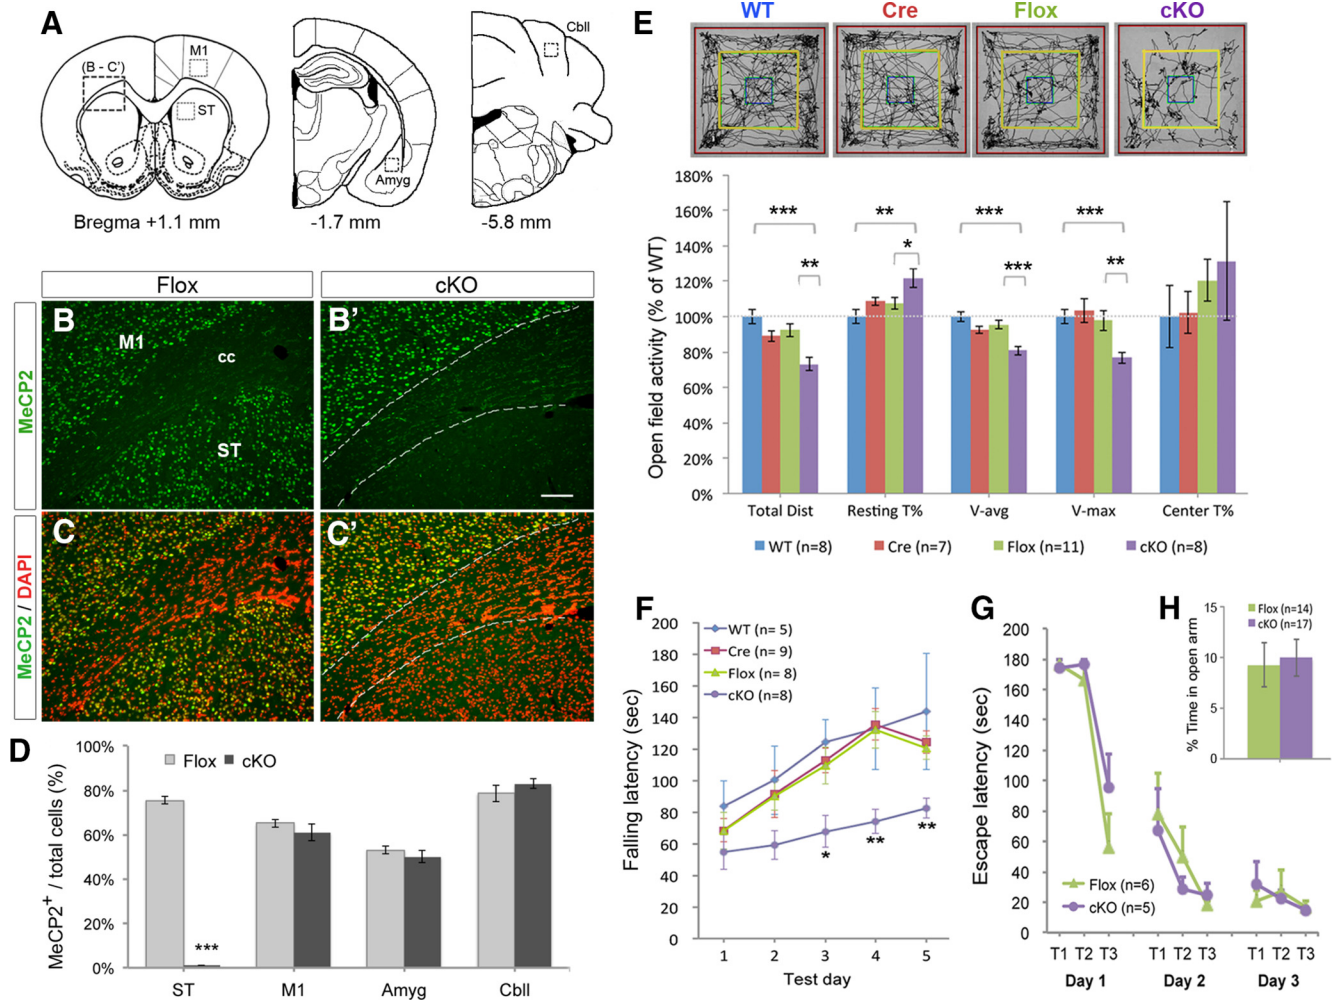 A
M1
(B - C')
ST
Bregma +1.1 mm
Amyg
-1.7 mm
Cbll
-5.8 mm
Flox
cKO
MeCP2
B
M1
cc
ST
B'
MeCP2 / DAPI
C
C'
D
MeCP2+ / total cells (%)
100%
80%
60%
40%
20%
0%
Flox
cKO
***
ST
M1
Amyg
Cbll
E
WT
Cre
Flox
cKO
Open field activity (% of WT)
180%
160%
140%
120%
100%
80%
60%
40%
20%
0%
***
**
**
*
***
***
***
**
Total Dist
Resting T%
V-avg
V-max
Center T%
WT (n=8)
Cre (n=7)
Flox (n=11)
cKO (n=8)
F
Falling latency (sec)
200
180
160
140
120
100
80
60
40
20
0
WT (n= 5)
Cre (n= 9)
Flox (n= 8)
cKO (n=8)
*
**
**
1
2
3
4
5
Test day
G
Escape latency (sec)
200
180
160
140
120
100
80
60
40
20
0
Flox (n=6)
cKO (n=5)
T1 T2 T3
T1 T2 T3
T1 T2 T3
Day 1
Day 2
Day 3
H
% Time in open arm
15
10
5
0
Flox (n=14)
cKO (n=17)